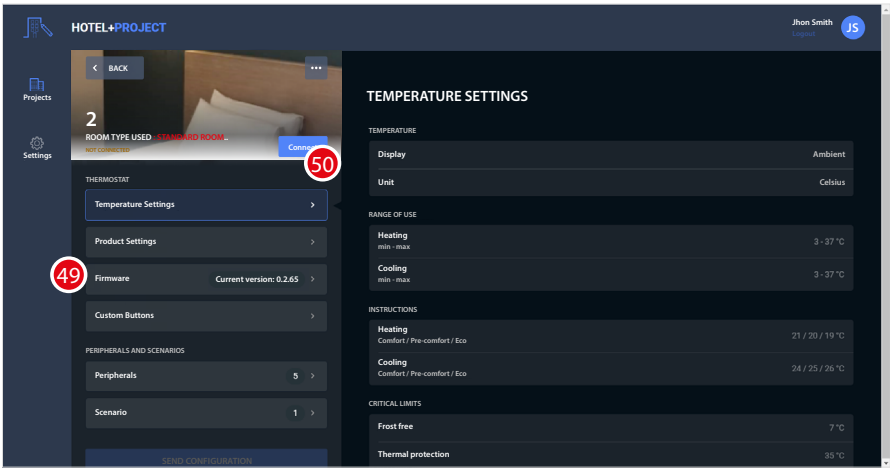 HOTEL+PROJECT
Jhon Smith
Logout
JS
Projects
Settings
BACK
2
ROOM TYPE USED STANDARD ROOM...
NOT CONNECTED
Connect
50
THERMOSTAT
Temperature Settings
Product Settings
49
Firmware Current version: 0.2.65
Custom Buttons
PERIPHERALS AND SCENARIOS
Peripherals 5
Scenario 1
SEND CONFIGURATION
TEMPERATURE SETTINGS
TEMPERATURE
Display Ambient
Unit Celsius
RANGE OF USE
Heating
min - max
3 - 37 °C
Cooling
min - max
3 - 37 °C
INSTRUCTIONS
Heating
Comfort / Pre-comfort / Eco
21 / 20 / 19 °C
Cooling
Comfort / Pre-comfort / Eco
24 / 25 / 26 °C
CRITICAL LIMITS
Frost free 7 °C
Thermal protection 35 °C